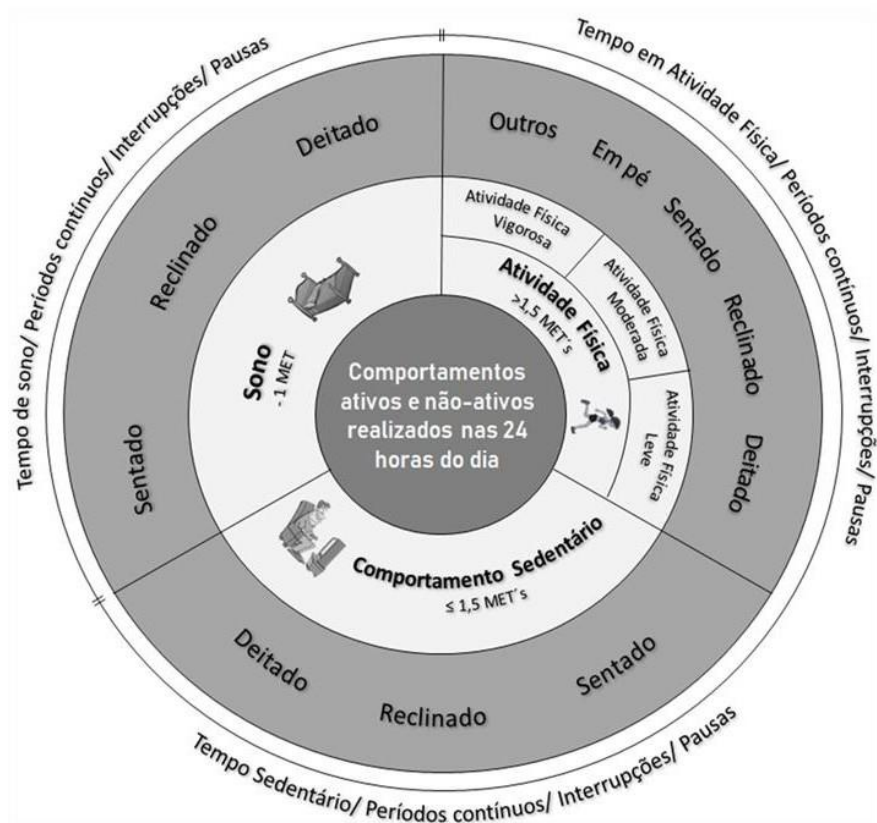 Comportamentos
ativos e não-ativos
realizados nas 24
horas do dia
Sono
- 1 MET
Atividade Física
>1,5 MET´s
Atividade Física
Vigorosa
Atividade Física
Moderada
Atividade Física
Leve
Comportamento Sedentário
≤ 1,5 MET´s
Deitado
Reclinado
Sentado
Outros
Em pé
Sentado
Reclinado
Deitado
Deitado
Reclinado
Sentado
Tempo de sono/ Períodos contínuos/ Interrupções/ Pausas
Tempo em Atividade Física/ Períodos contínuos/ Interrupções/ Pausas
Tempo Sedentário/ Períodos contínuos/ Interrupções/ Pausas